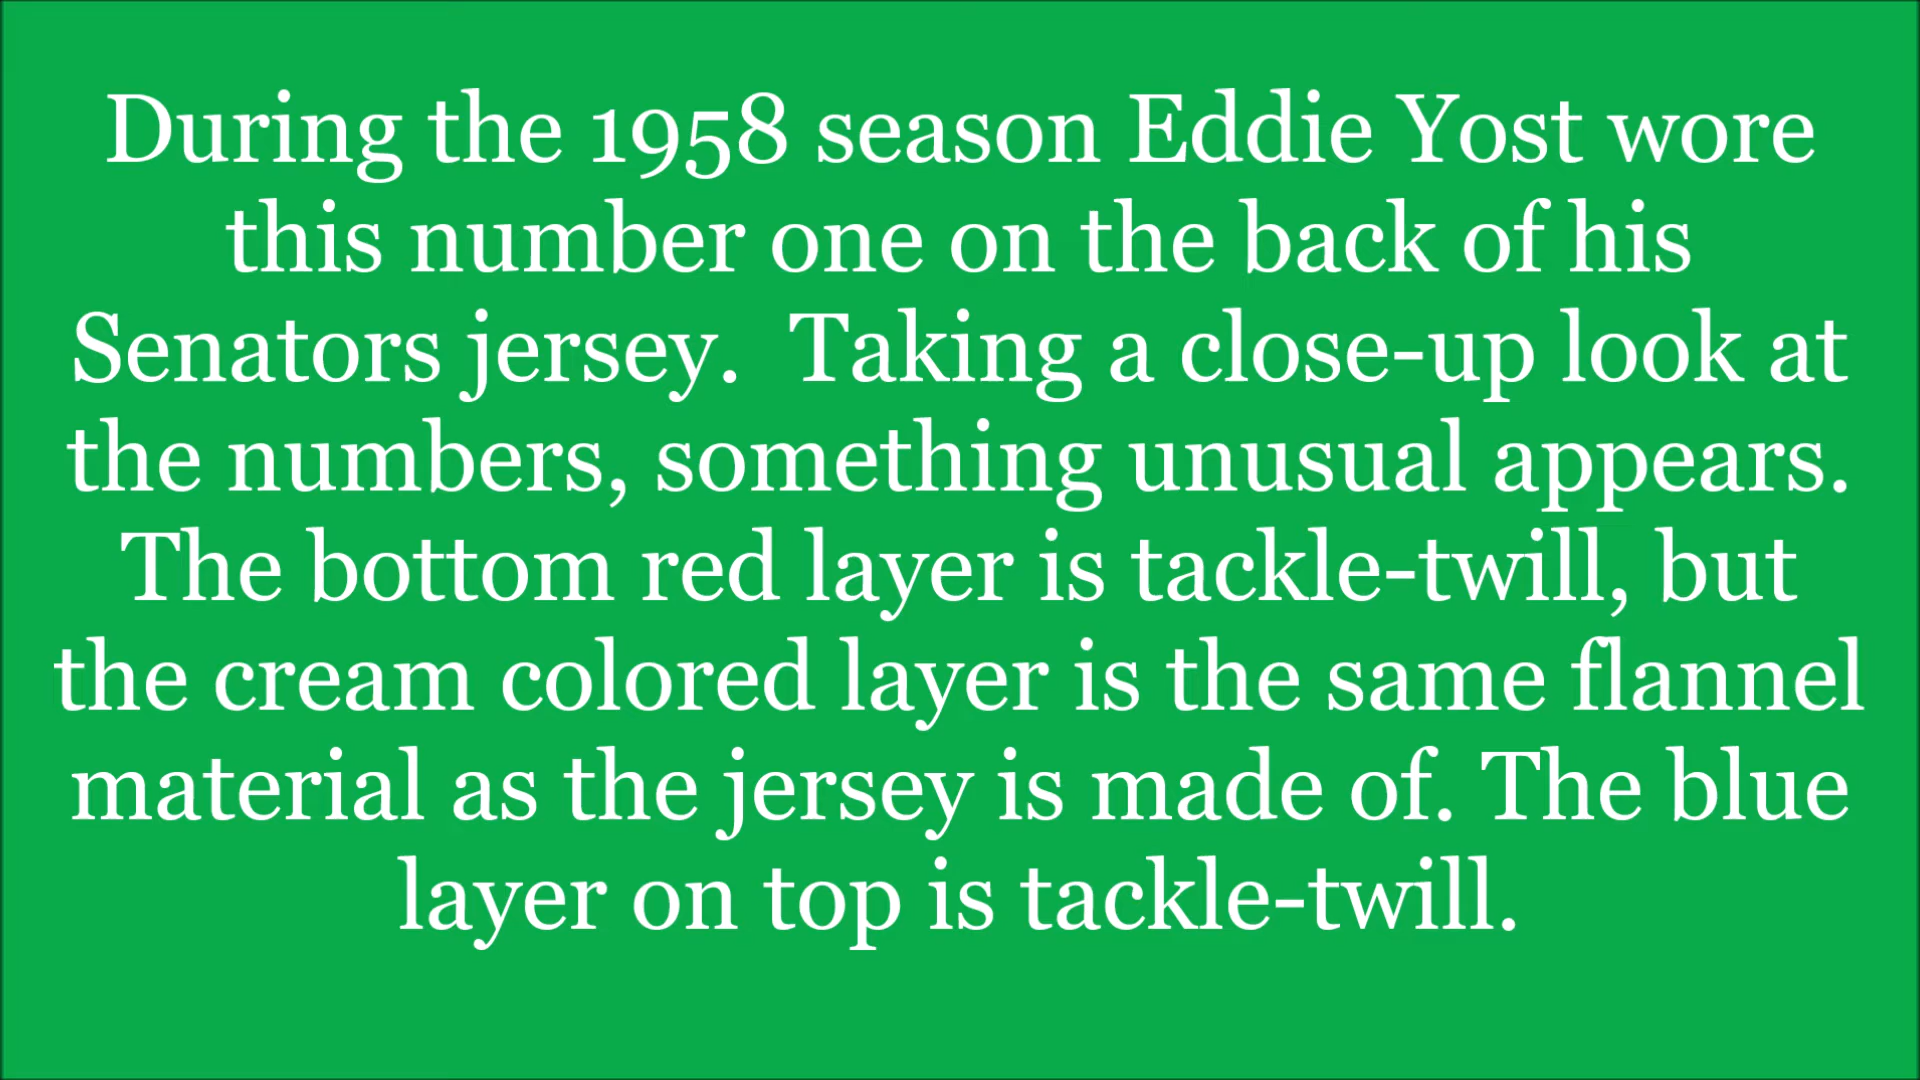 During the 1958 season Eddie Yost wore
this number one on the back of his
Senators jersey.  Taking a close-up look at
the numbers, something unusual appears.
The bottom red layer is tackle-twill, but
the cream colored layer is the same flannel
material as the jersey is made of. The blue
layer on top is tackle-twill.